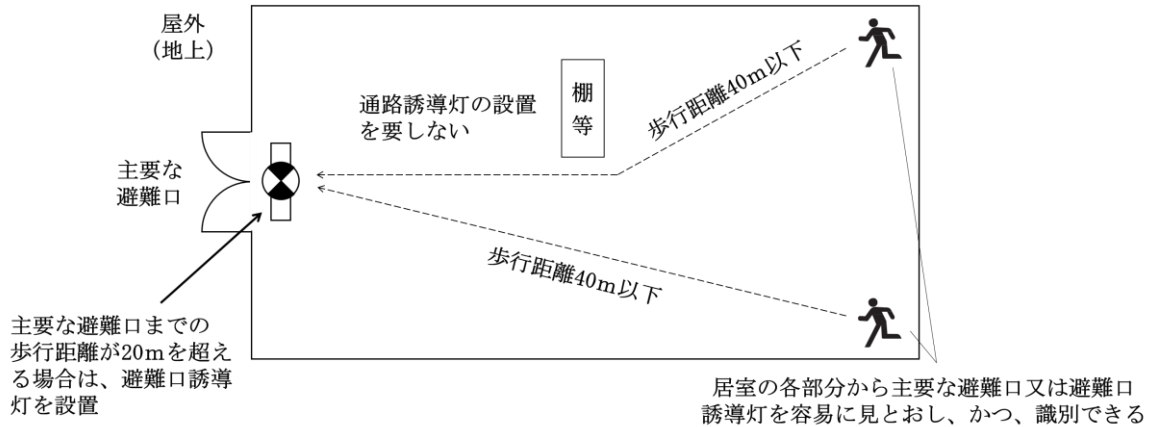 屋外
（地上）
通路誘導灯の設置
を要しない
棚
等
歩行距離40ｍ以下
主要な
避難口
歩行距離40ｍ以下
主要な避難口までの
歩行距離が20ｍを超え
る場合は、避難口誘導
灯を設置
居室の各部分から主要な避難口又は避難口
誘導灯を容易に見とおし、かつ、識別できる